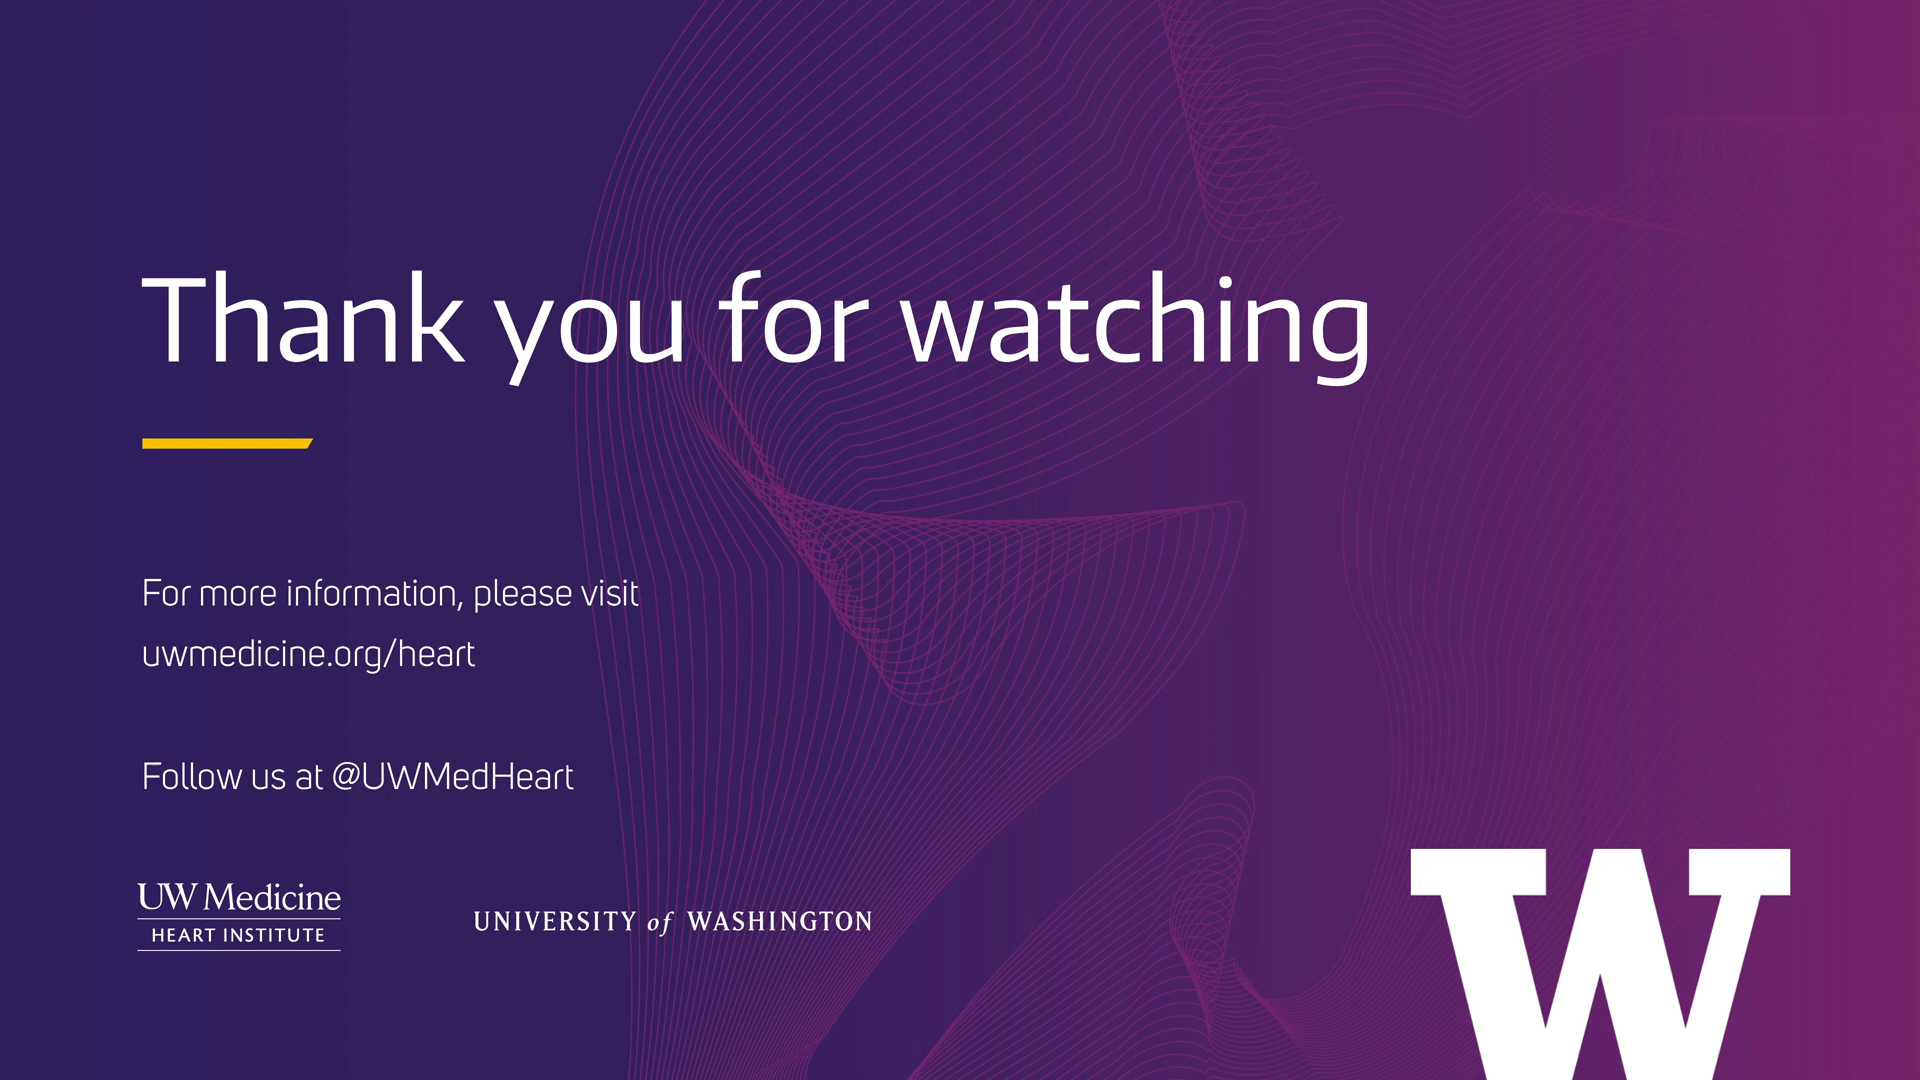 Thank you for watching
For more information, please visit
uwmedicine.org/heart
Follow us at @UWMedHeart
UW Medicine
HEART INSTITUTE
UNIVERSITY of WASHINGTON
W